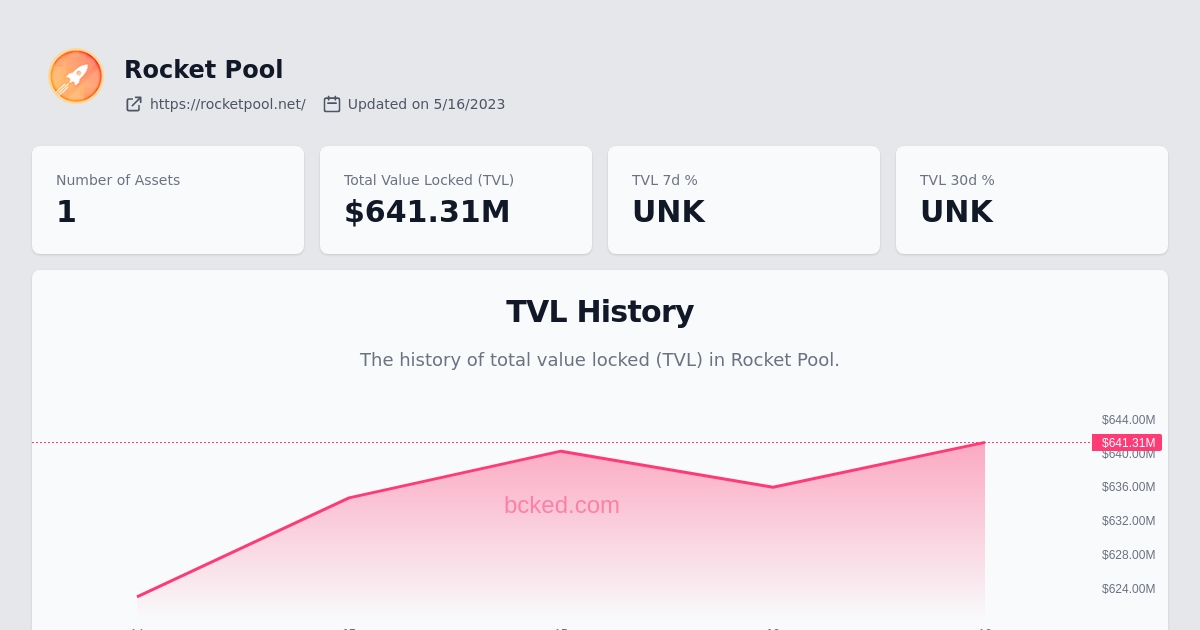 Rocket Pool
https://rocketpool.net/ Updated on 5/16/2023
Number of Assets
1
Total Value Locked (TVL)
$641.31M
TVL 7d %
UNK
TVL 30d %
UNK
TVL History
The history of total value locked (TVL) in Rocket Pool.
$644.00M
$641.31M
$640.00M
$636.00M
bcked.com
$632.00M
$628.00M
$624.00M